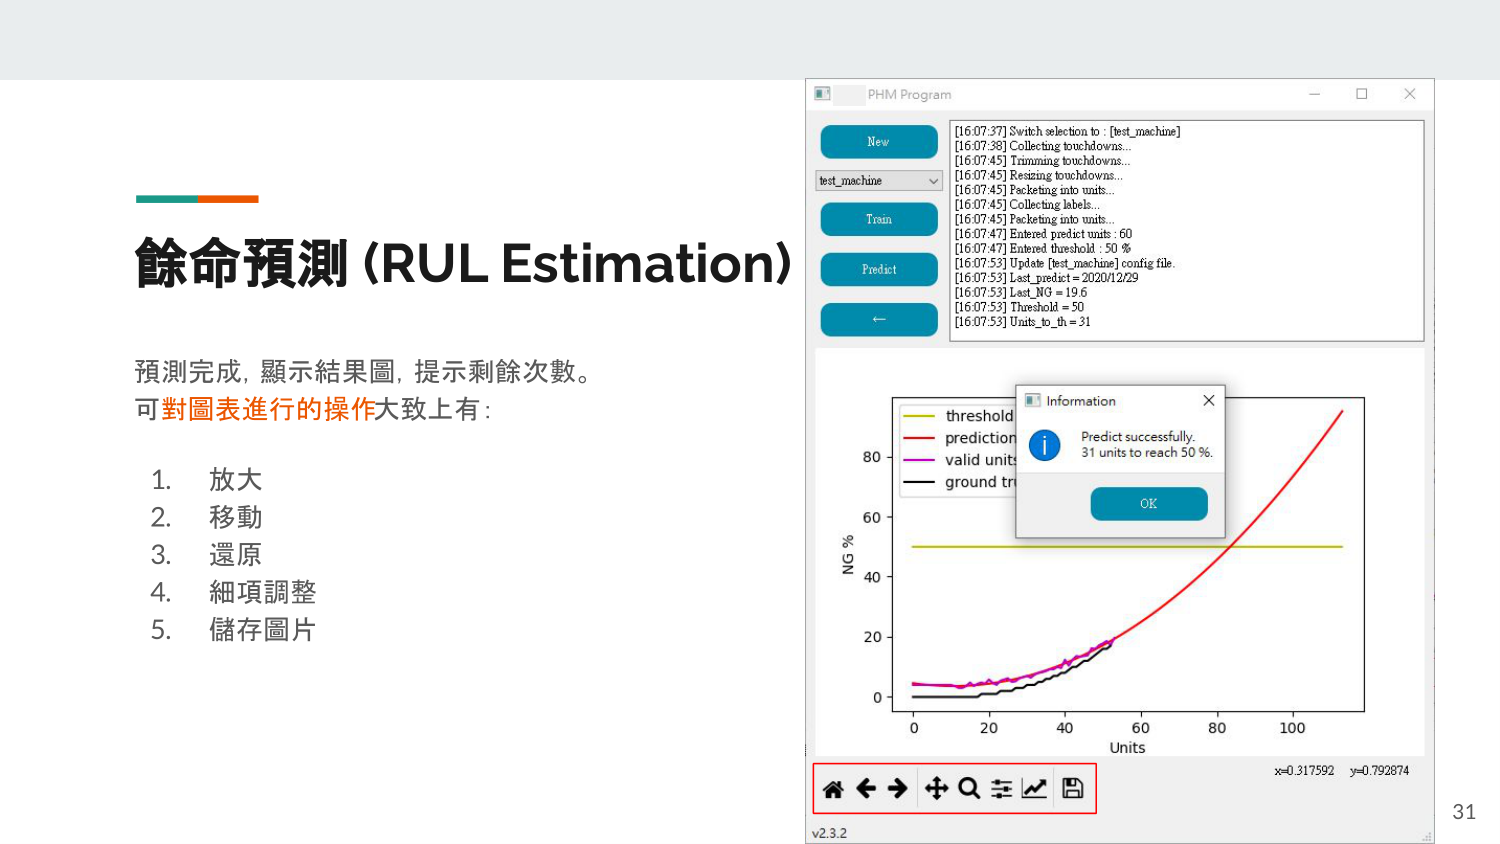 餘命預測 (RUL Estimation)
預測完成, 顯示結果圖, 提示剩餘次數。
可對圖表進行的操作大致上有:
1. 放大
2. 移動
3. 還原
4. 細項調整
5. 儲存圖片
PHM Program
New
test_machine
Train
Predict
←
[16:07:37] Switch selection to : [test_machine]
[16:07:38] Collecting touchdowns...
[16:07:45] Trimming touchdowns...
[16:07:45] Resizing touchdowns...
[16:07:45] Packeting into units...
[16:07:45] Collecting labels...
[16:07:45] Packeting into units...
[16:07:47] Entered predict units : 60
[16:07:47] Entered threshold : 50 %
[16:07:53] Update [test_machine] config file.
[16:07:53] Last_predict = 2020/12/29
[16:07:53] Last_NG = 19.6
[16:07:53] Threshold = 50
[16:07:53] Units_to_th = 31
threshold
prediction
valid units
ground tr
Information
Predict successfully.
31 units to reach 50 %.
OK
NG %
80
60
40
20
0
0 20 40 60 80 100
Units
x=0.317592 y=0.792874
v2.3.2
31